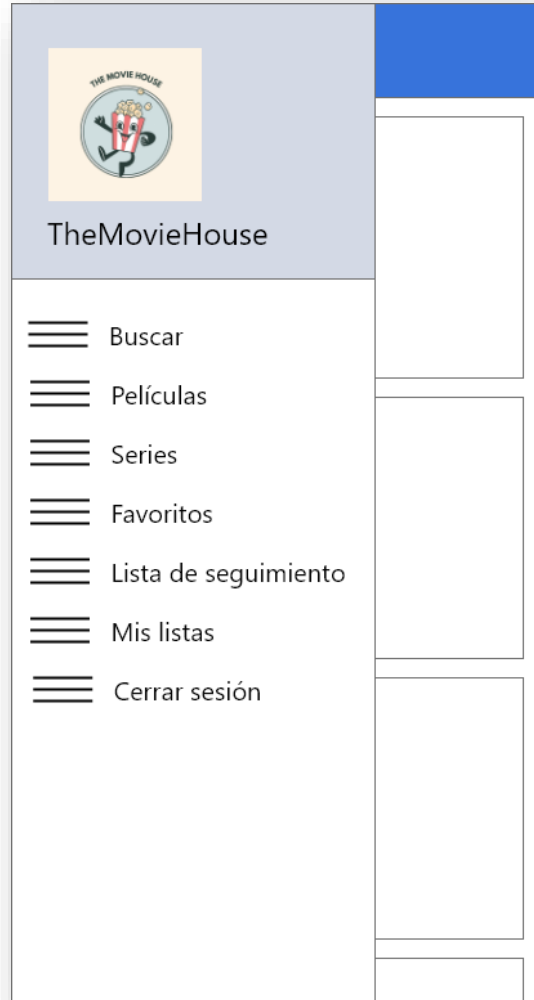 THE MOVIE HOUSE
TheMovieHouse
Buscar
Películas
Series
Favoritos
Lista de seguimiento
Mis listas
Cerrar sesión